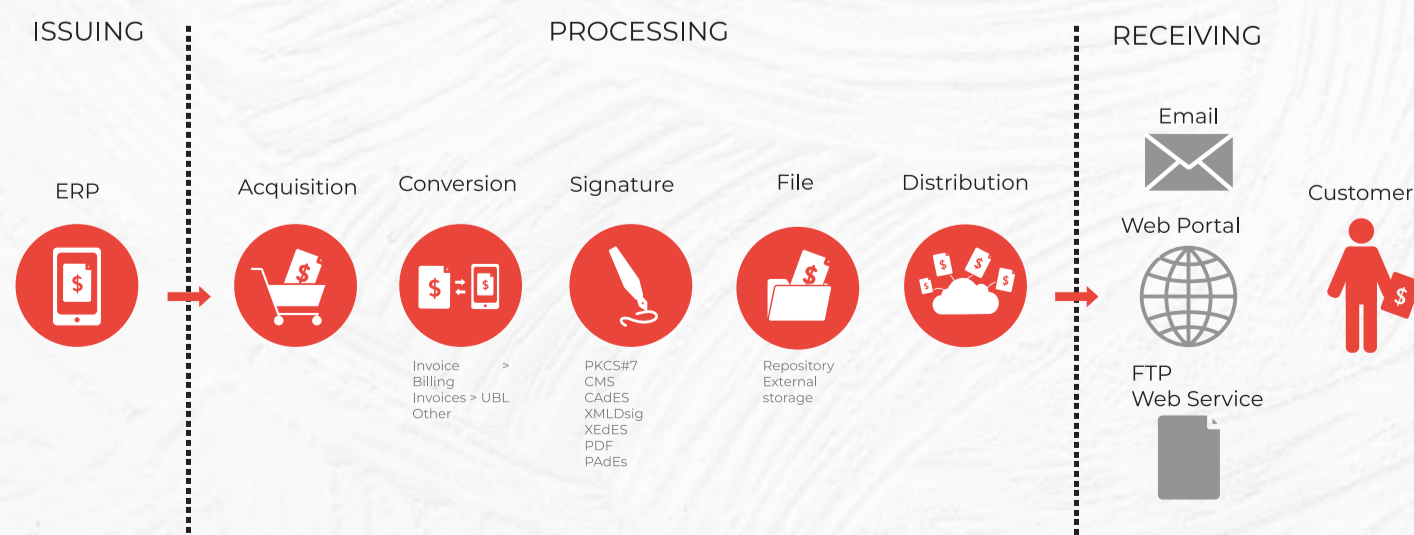 ISSUING
PROCESSING
RECEIVING
ERP
Acquisition
Conversion
Invoice >
Billing
Invoices > UBL
Other
Signature
PKCS#7
CMS
CAdES
XMLDsig
XEdES
PDF
PAdEs
File
Repository
External
storage
Distribution
Email
Web Portal
FTP
Web Service
Customer
$
$
$
$
$
$
$
$
$
$